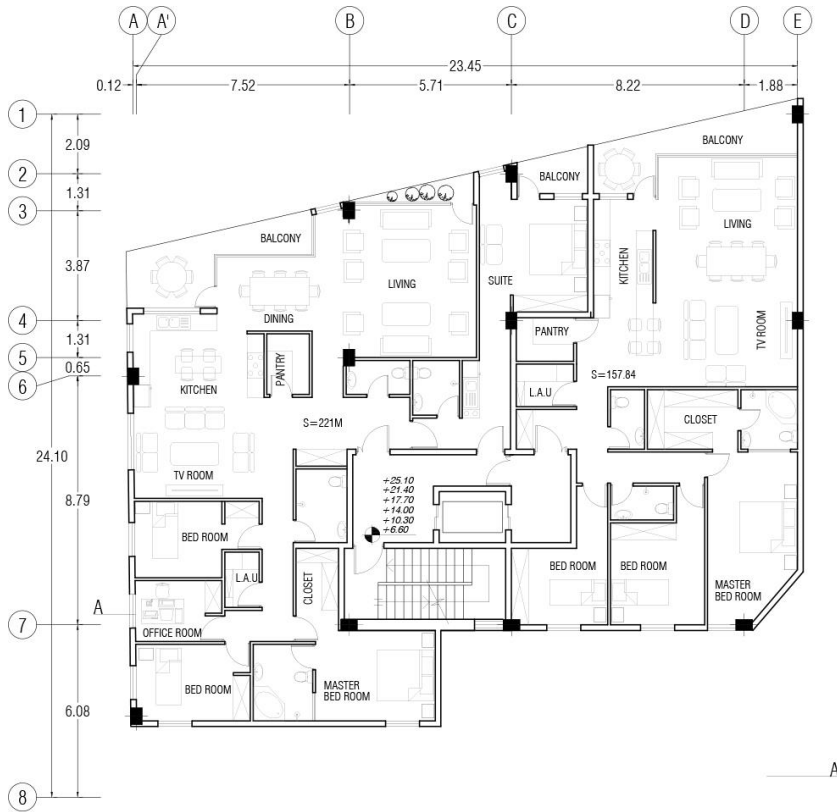 A A' B C D E
23.45
0.12 7.52 5.71 8.22 1.88
1
2.09
2
1.31
3
3.87
4
1.31
5
0.65
6
24.10
8.79
7
6.08
8
BALCONY
BALCONY
BALCONY
LIVING
LIVING
SUITE
KITCHEN
DINING
PANTRY
TV ROOM
PANTRY
KITCHEN
L.A.U
S=157.84
S=221M
CLOSET
TV ROOM
+25.10
+21.40
+17.70
+14.00
+10.30
+6.60
BED ROOM
L.A.U
CLOSET
BED ROOM
BED ROOM
MASTER
BED ROOM
A
OFFICE ROOM
BED ROOM
MASTER
BED ROOM
A